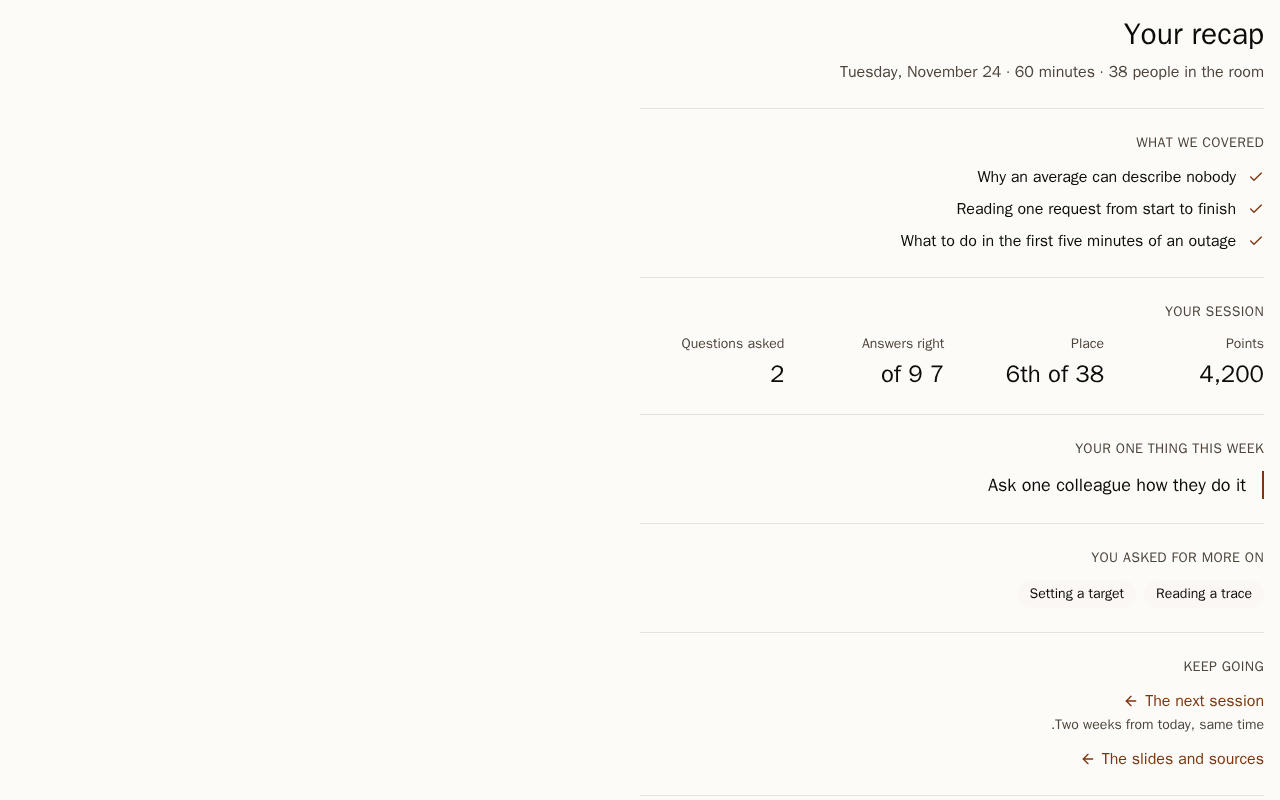 Your recap
Tuesday, November 24 · 60 minutes · 38 people in the room
WHAT WE COVERED
Why an average can describe nobody
Reading one request from start to finish
What to do in the first five minutes of an outage
YOUR SESSION
Points
4,200
Place
6th of 38
Answers right
of 9 7
Questions asked
2
YOUR ONE THING THIS WEEK
Ask one colleague how they do it
YOU ASKED FOR MORE ON
Reading a trace
Setting a target
KEEP GOING
The next session
.Two weeks from today, same time
The slides and sources